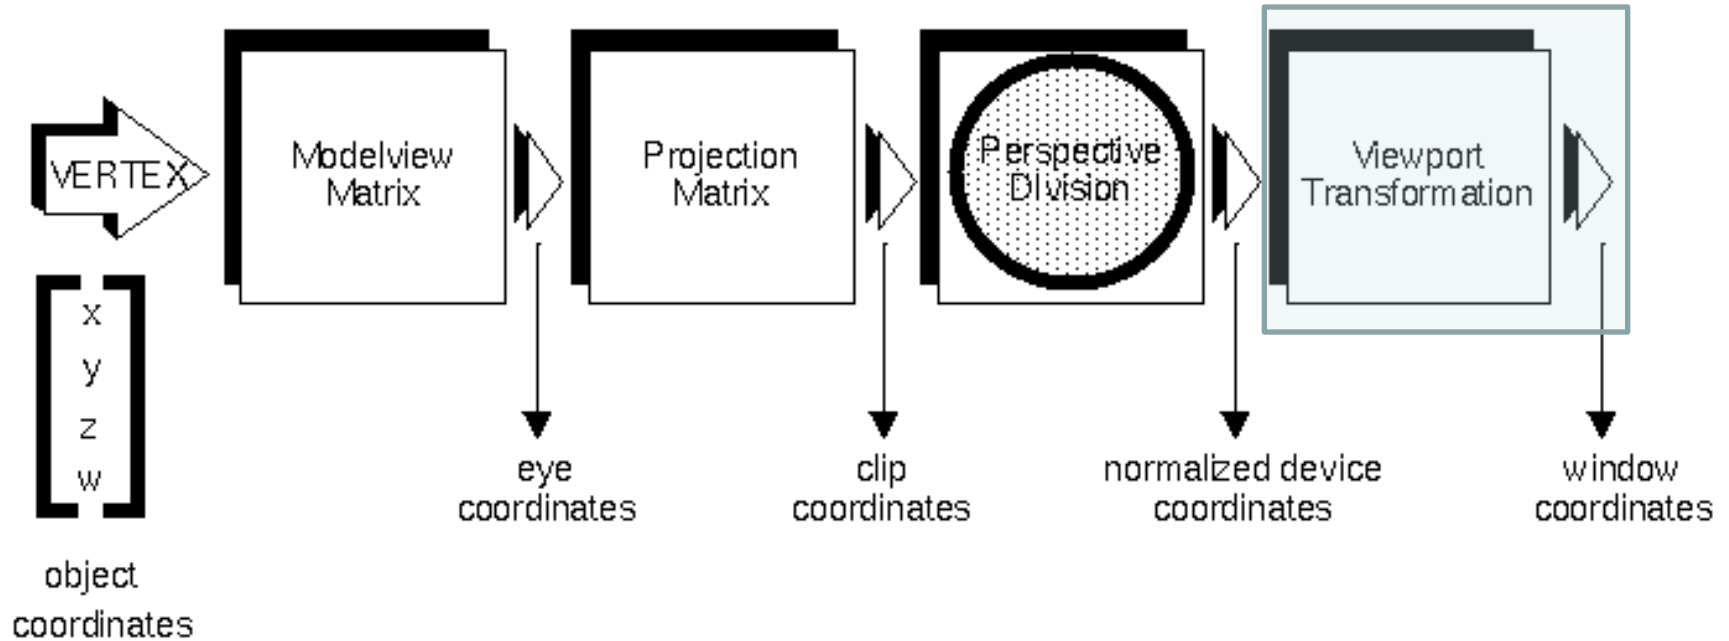 VERTEX
Modelview
Matrix
Projection
Matrix
Perspective
Division
Viewport
Transformation
x
y
z
w
object
coordinates
eye
coordinates
clip
coordinates
normalized device
coordinates
window
coordinates